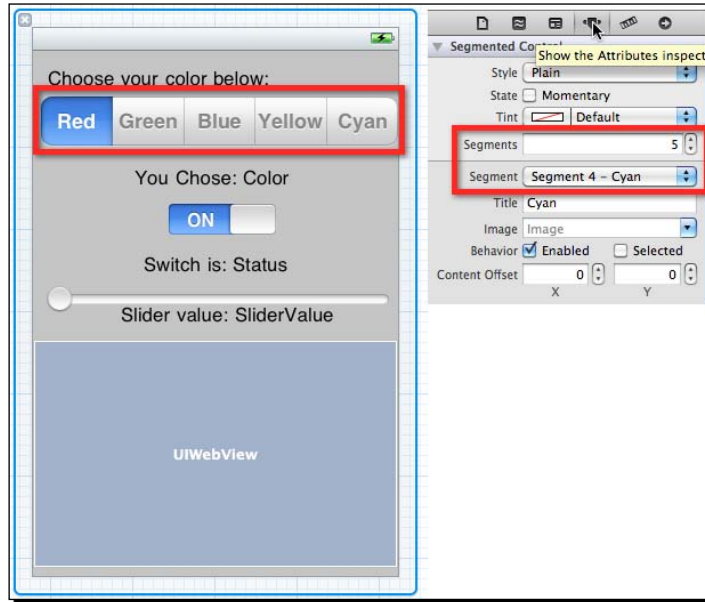 Choose your color below:
Red Green Blue Yellow Cyan
You Chose: Color
ON
Switch is: Status
Slider value: SliderValue
UIWebView
Segmented Control
Show the Attributes inspect
Style Plain
State Momentary
Tint Default
Segments 5
Segment Segment 4 - Cyan
Title Cyan
Image Image
Behavior Enabled Selected
Content Offset 0 0
X Y